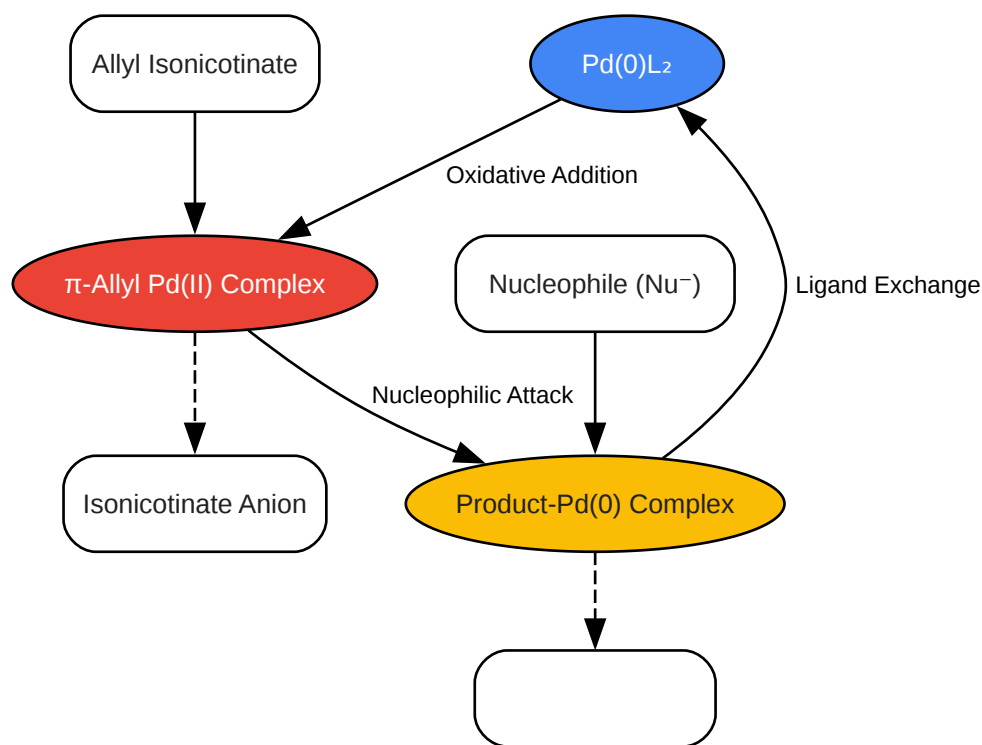 Allyl Isonicotinate
Pd(0)L₂
Oxidative Addition
π-Allyl Pd(II) Complex
Nucleophile (Nu⁻)
Ligand Exchange
Nucleophilic Attack
Isonicotinate Anion
Product-Pd(0) Complex